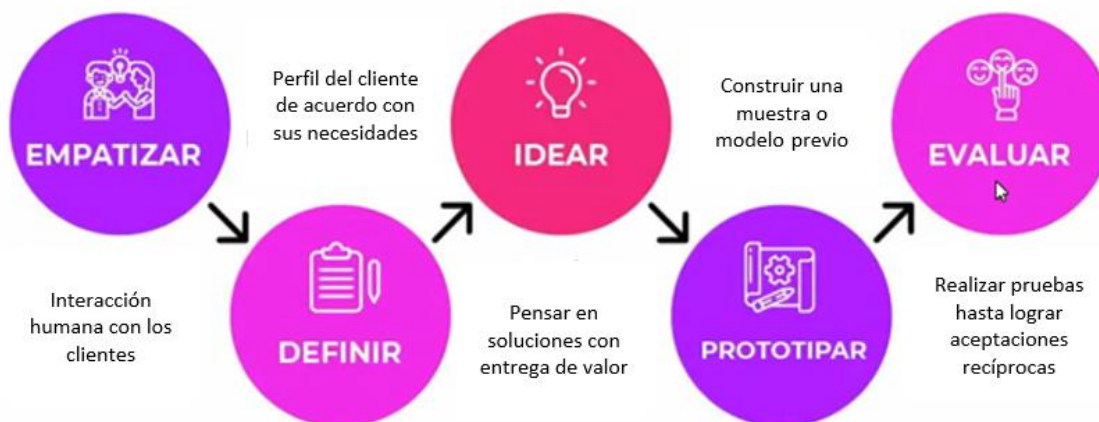 EMPATIZAR
Interacción
humana con los
clientes
Perfil del cliente
de acuerdo con
sus necesidades
DEFINIR
IDEAR
Pensar en
soluciones con
entrega de valor
Construir una
muestra o
modelo previo
PROTOTIPAR
EVALUAR
Realizar pruebas
hasta lograr
aceptaciones
recíprocas